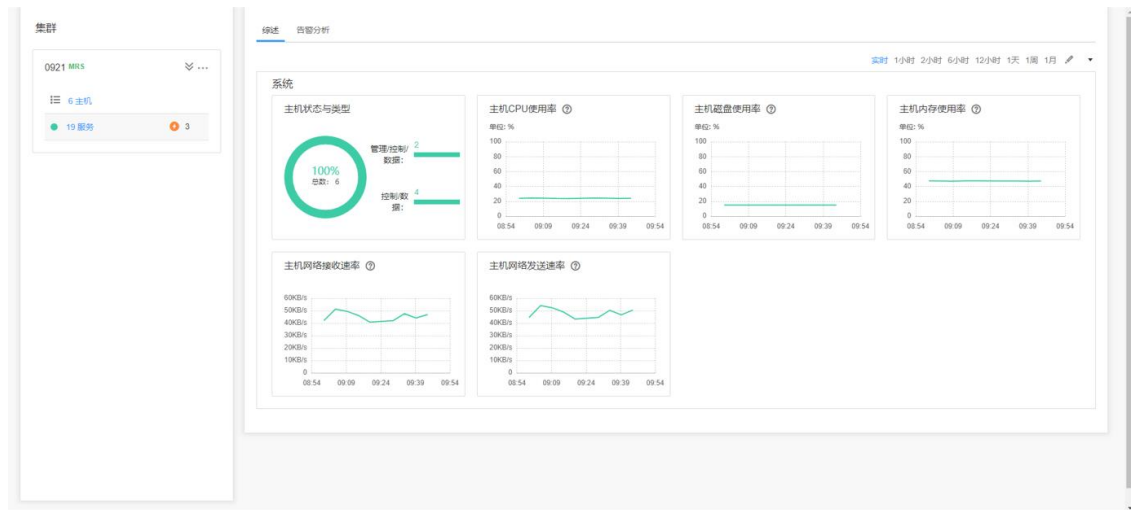 集群
0921 MRS
6 主机
19 服务
3
综述 告警分析
实时 1小时 2小时 6小时 12小时 1天 1周 1月
系统
主机状态与类型
100%
总数: 6
管理/控制/数据:
2
控制/数据:
4
主机CPU使用率
单位: %
100
80
60
40
20
0
08:54 09:09 09:24 09:39 09:54
主机磁盘使用率
单位: %
100
80
60
40
20
0
08:54 09:09 09:24 09:39 09:54
主机内存使用率
单位: %
100
80
60
40
20
0
08:54 09:09 09:24 09:39 09:54
主机网络接收速率
60KB/s
50KB/s
40KB/s
30KB/s
20KB/s
10KB/s
0
08:54 09:09 09:24 09:39 09:54
主机网络发送速率
60KB/s
50KB/s
40KB/s
30KB/s
20KB/s
10KB/s
0
08:54 09:09 09:24 09:39 09:54